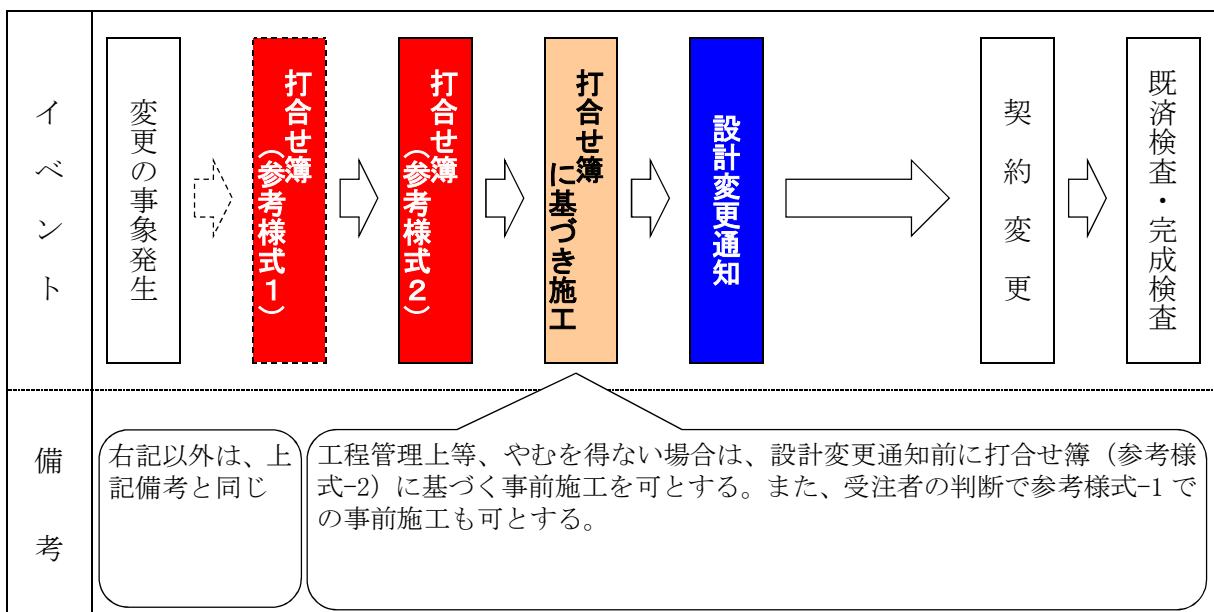 イベント
変更の事象発生
打合せ簿
(参考様式1)
打合せ簿
(参考様式2)
打合せ簿
に基づき施工
設計変更通知
契約変更
既済検査・完成検査
備考
右記以外は、上
記備考と同じ
工程管理上等、やむを得ない場合は、設計変更通知前に打合せ簿（参考様
式-2）に基づく事前施工を可とする。また、受注者の判断で参考様式-1で
の事前施工も可とする。